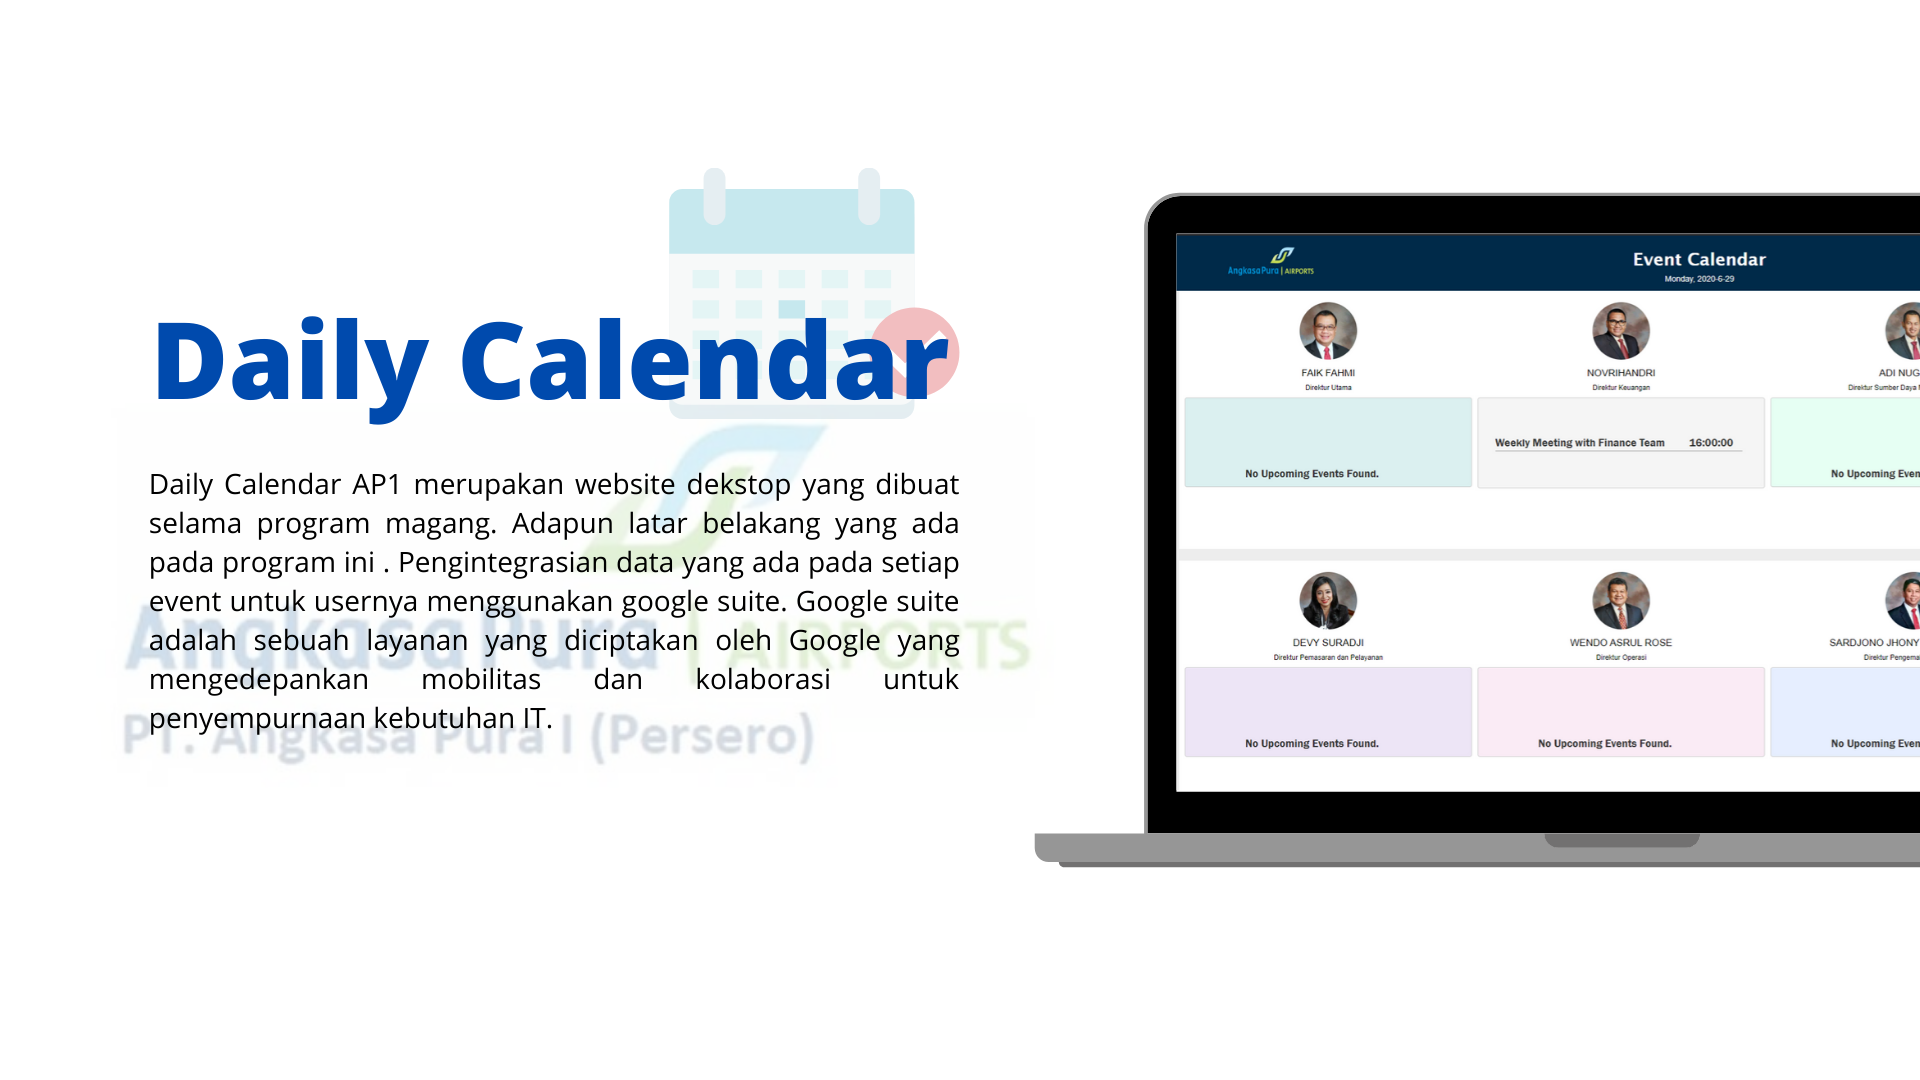 Daily Calendar
Daily Calendar AP1 merupakan website dekstop yang dibuat
selama program magang. Adapun latar belakang yang ada
pada program ini . Pengintegrasian data yang ada pada setiap
event untuk usernya menggunakan google suite. Google suite
adalah sebuah layanan yang diciptakan oleh Google yang
mengedepankan mobilitas dan kolaborasi untuk
penyempurnaan kebutuhan IT.
Angkasa Pura | AIRPORTS
PT. Angkasa Pura I (Persero)
AngkasaPura | AIRPORTS
Event Calendar
Monday, 2020-6-29
FAIK FAHMI
Direktur Utama
No Upcoming Events Found.
NOVRIHANDRI
Direktur Keuangan
Weekly Meeting with Finance Team 16:00:00
ADI NUG
Direktur Sumber Daya
No Upcoming Even
DEVY SURADJI
Direktur Pemasaran dan Pelayanan
No Upcoming Events Found.
WENDO ASRUL ROSE
Direktur Operasi
No Upcoming Events Found.
SARDJONO JHONY
Direktur Pengema
No Upcoming Even